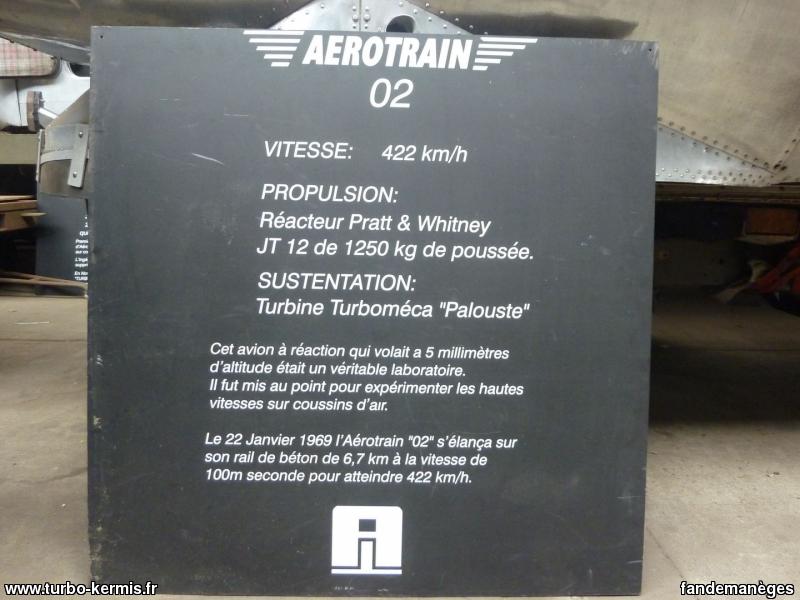 AEROTRAIN
02
VITESSE: 422 km/h
PROPULSION:
Réacteur Pratt & Whitney
JT 12 de 1250 kg de poussée.
SUSTENTATION:
Turbine Turboméca "Palouste"
Cet avion à réaction qui volait a 5 millimètres
d'altitude était un véritable laboratoire.
Il fut mis au point pour expérimenter les hautes
vitesses sur coussins d'air.
Le 22 Janvier 1969 l'Aérotrain "02" s'élança sur
son rail de béton de 6,7 km à la vitesse de
100m seconde pour atteindre 422 km/h.
www.turbo-kermis.fr
fandemanèges